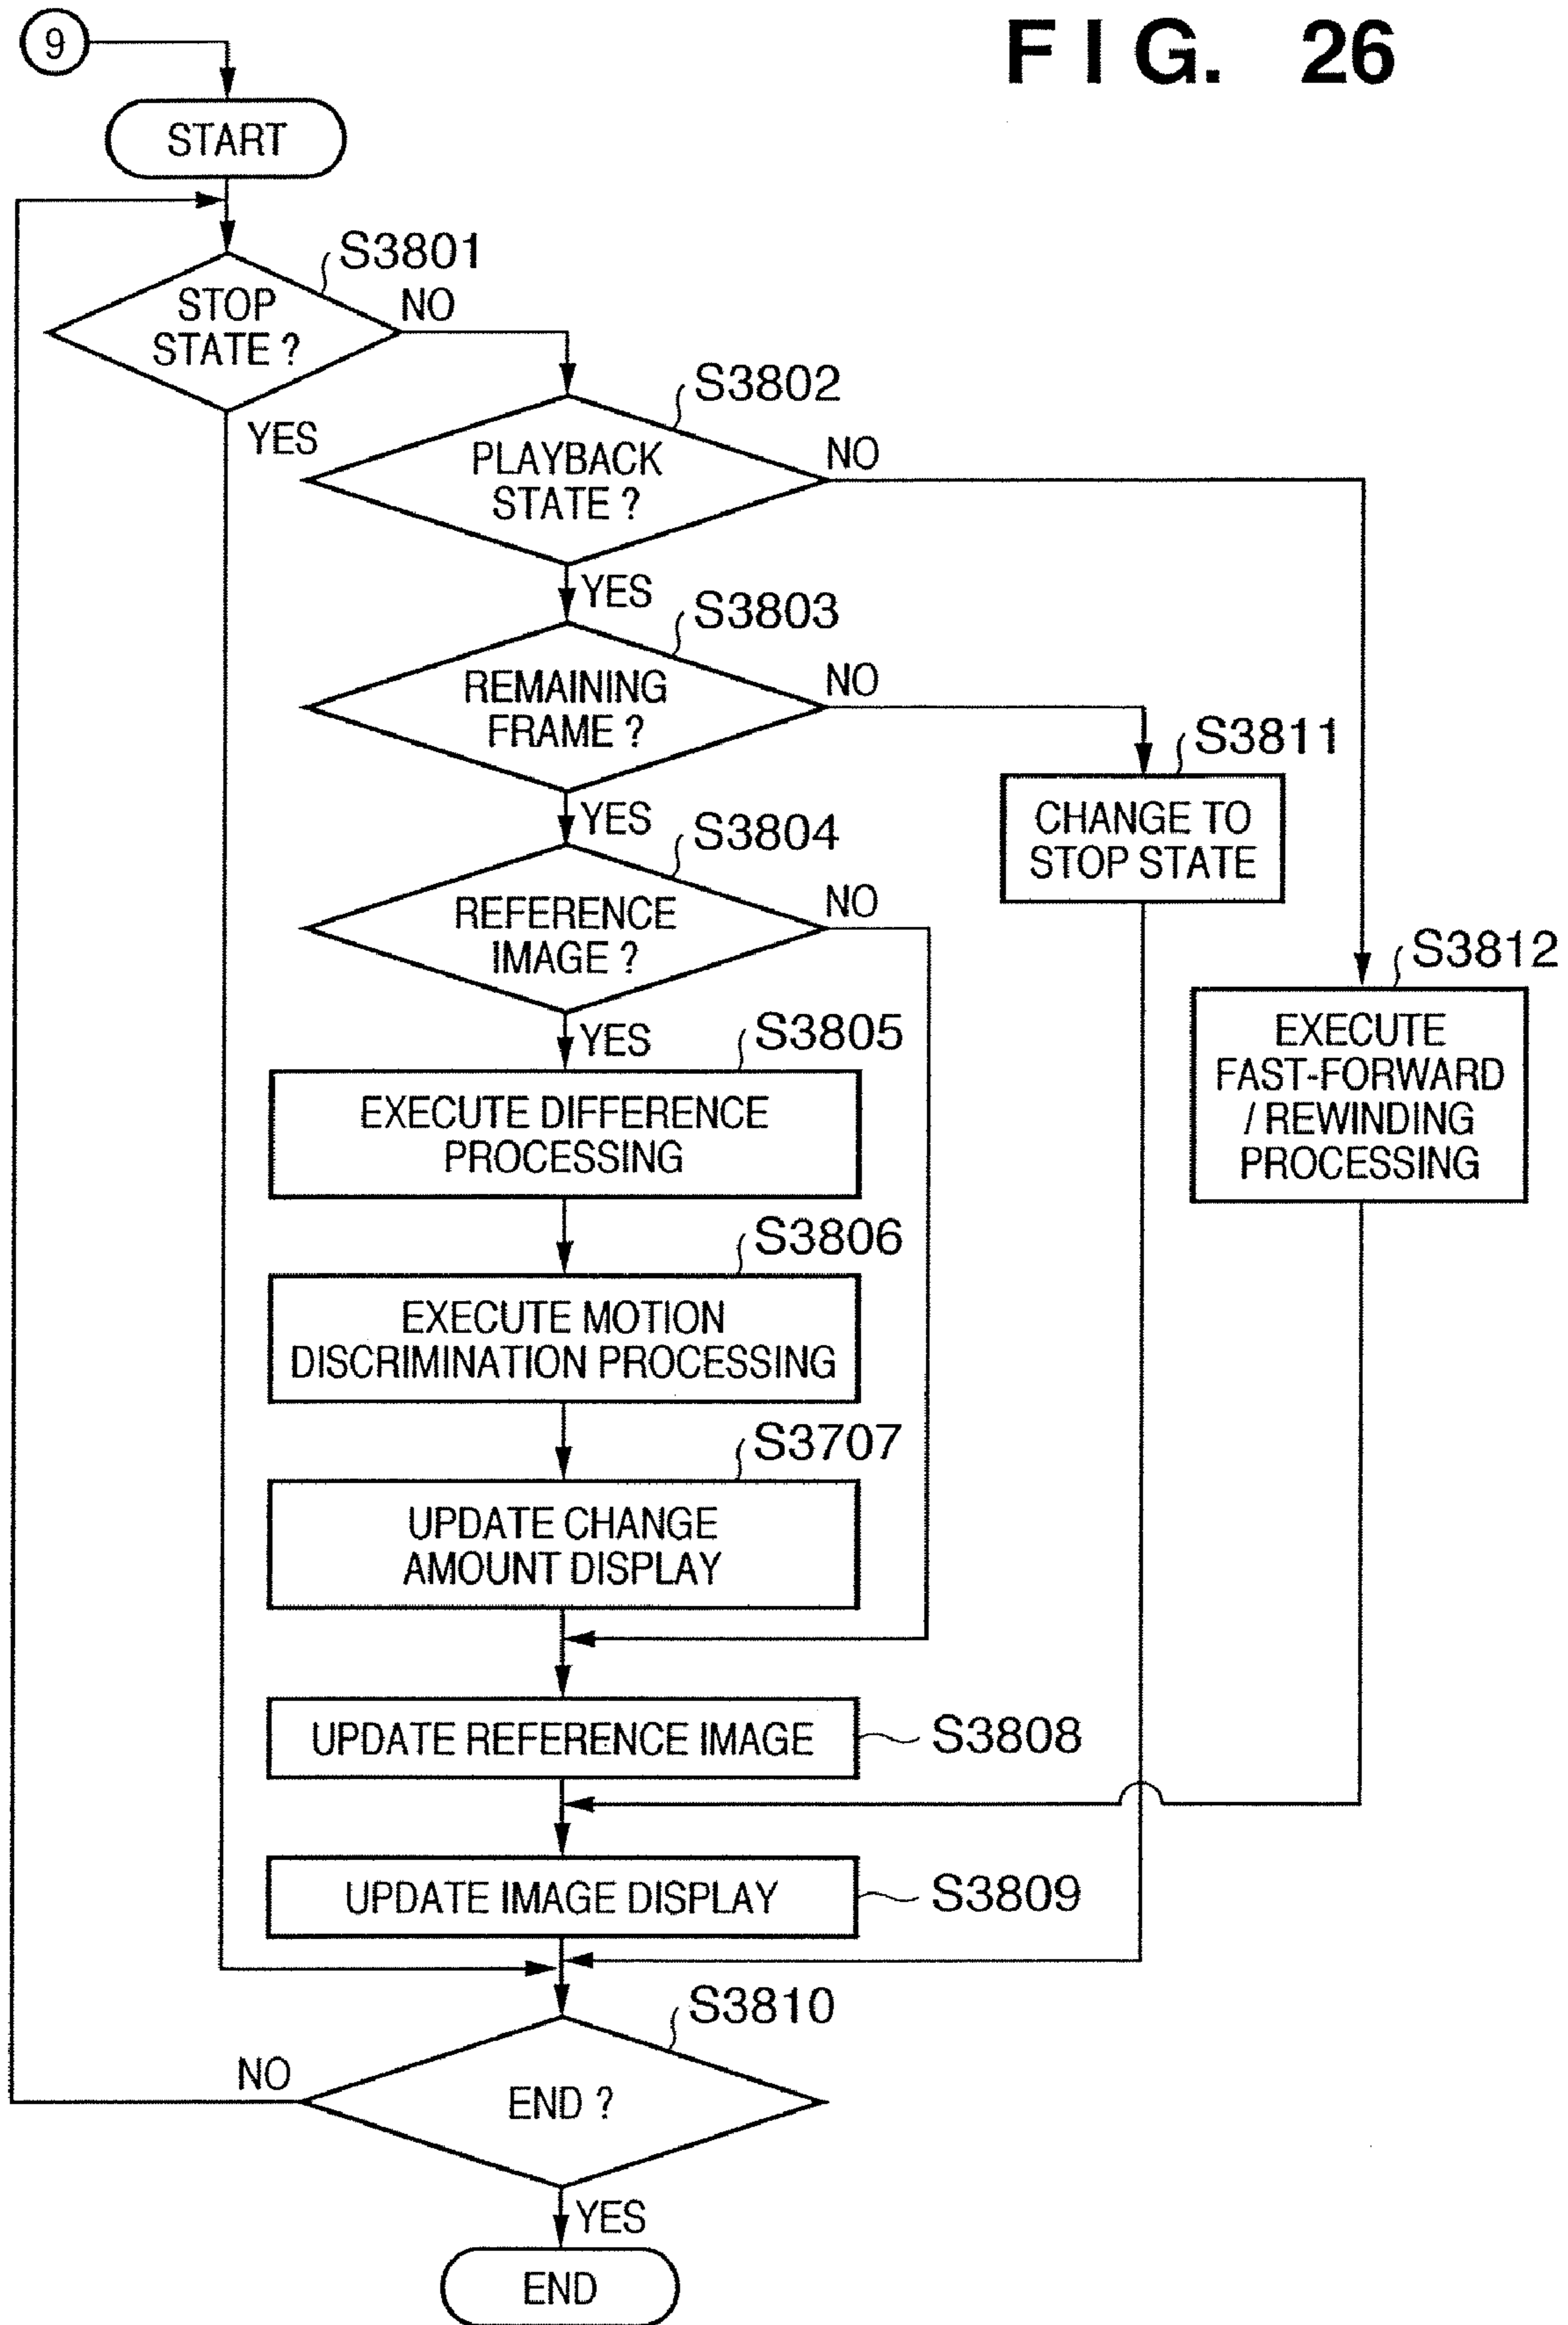 FIG. 26
9
START
S3801
STOP
STATE ?
NO
YES
S3802
PLAYBACK
STATE ?
NO
YES
S3803
REMAINING
FRAME ?
NO
YES
S3811
CHANGE TO
STOP STATE
S3804
REFERENCE
IMAGE ?
NO
YES
S3812
EXECUTE
FAST-FORWARD
/ REWINDING
PROCESSING
S3805
EXECUTE DIFFERENCE
PROCESSING
S3806
EXECUTE MOTION
DISCRIMINATION PROCESSING
S3707
UPDATE CHANGE
AMOUNT DISPLAY
UPDATE REFERENCE IMAGE
S3808
UPDATE IMAGE DISPLAY
S3809
S3810
END ?
NO
YES
END